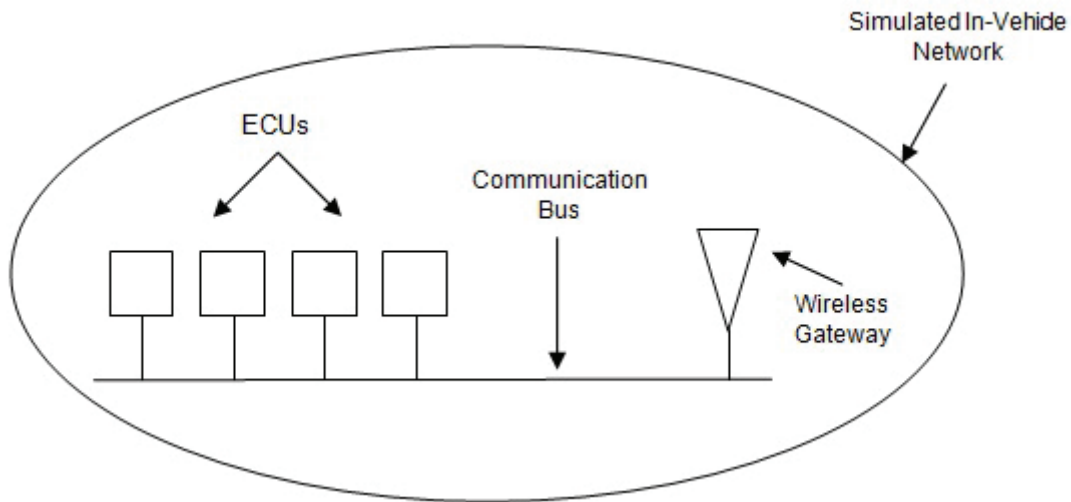 Simulated In-Vehide
Network
ECUs
Communication
Bus
Wireless
Gateway